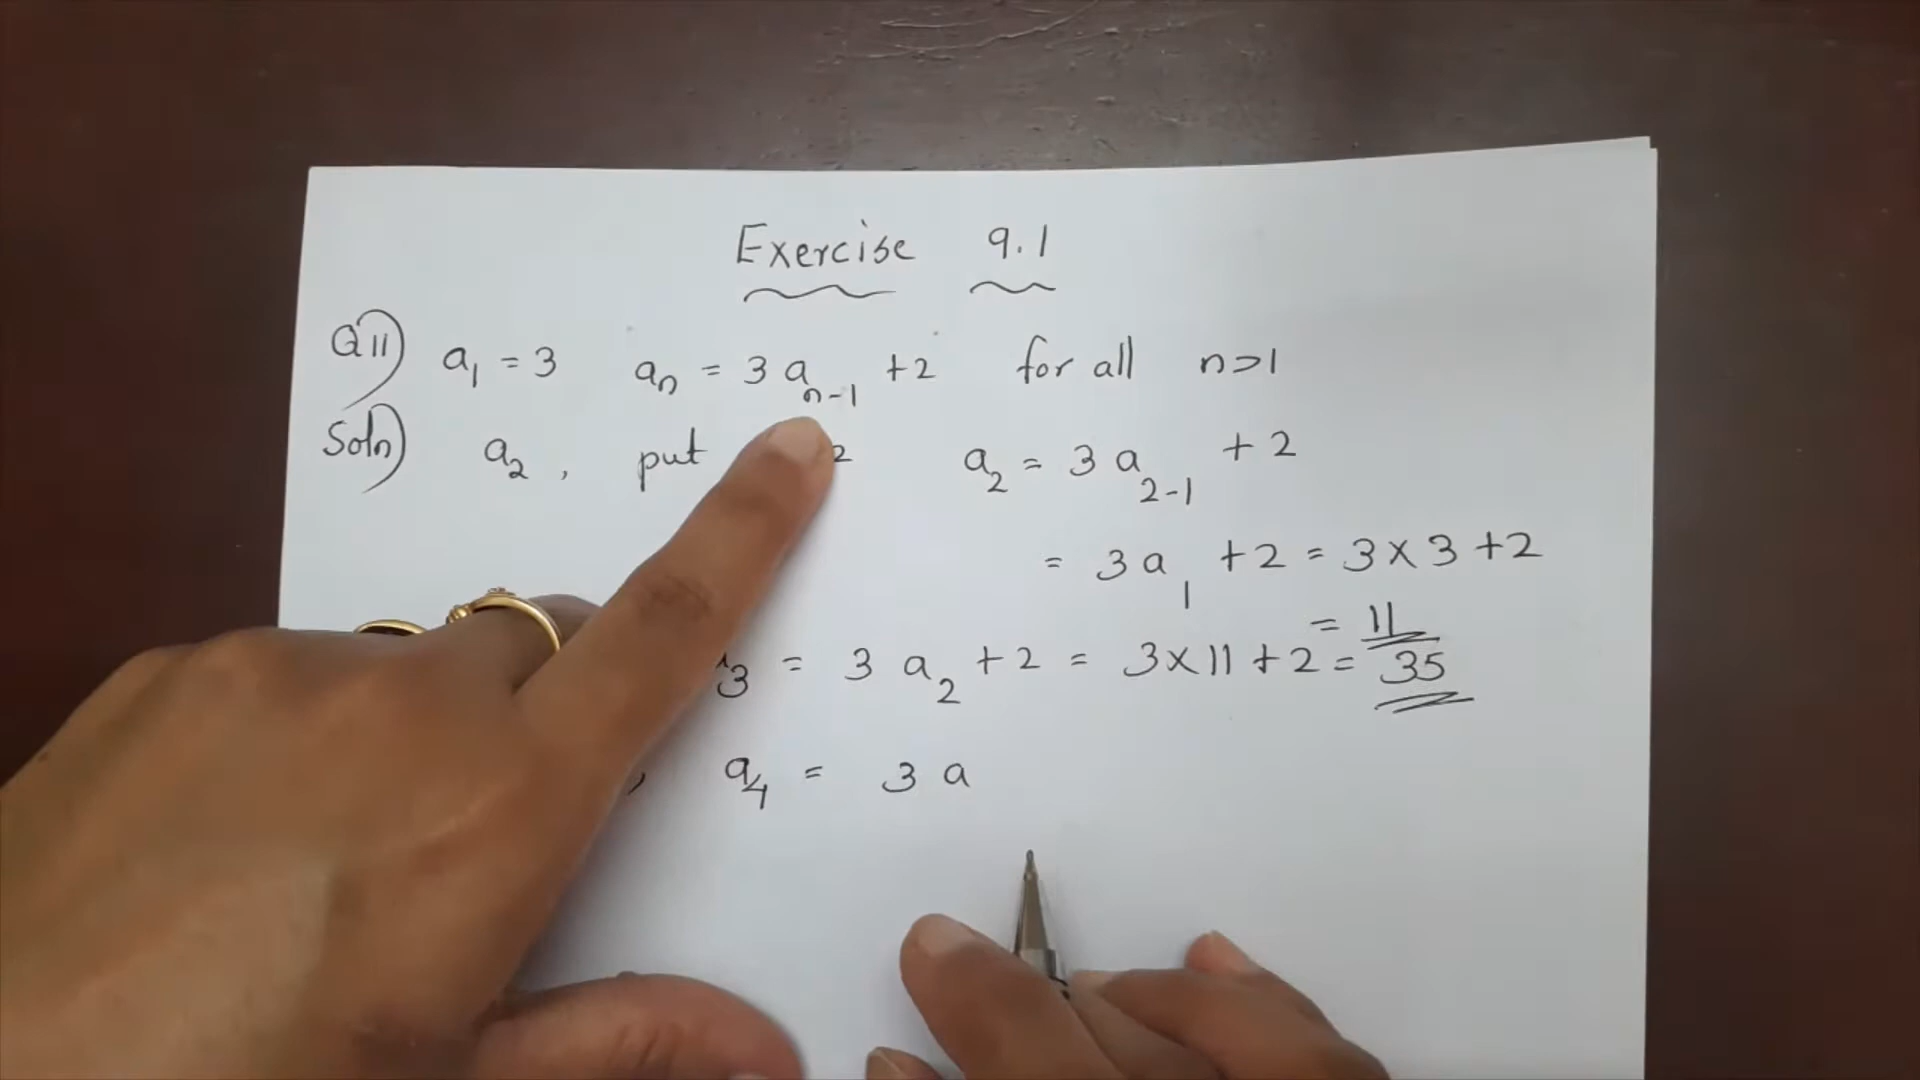 Exercise 9.1
Q11) a₁ = 3 aₙ = 3 aₙ₋₁ + 2 for all n > 1
Soln) a₂, put 2 a₂ = 3 a₂₋₁ + 2
= 3 a₁ + 2 = 3 × 3 + 2
= 11
₃ = 3 a₂ + 2 = 3 × 11 + 2 = 35
, a₄ = 3 a